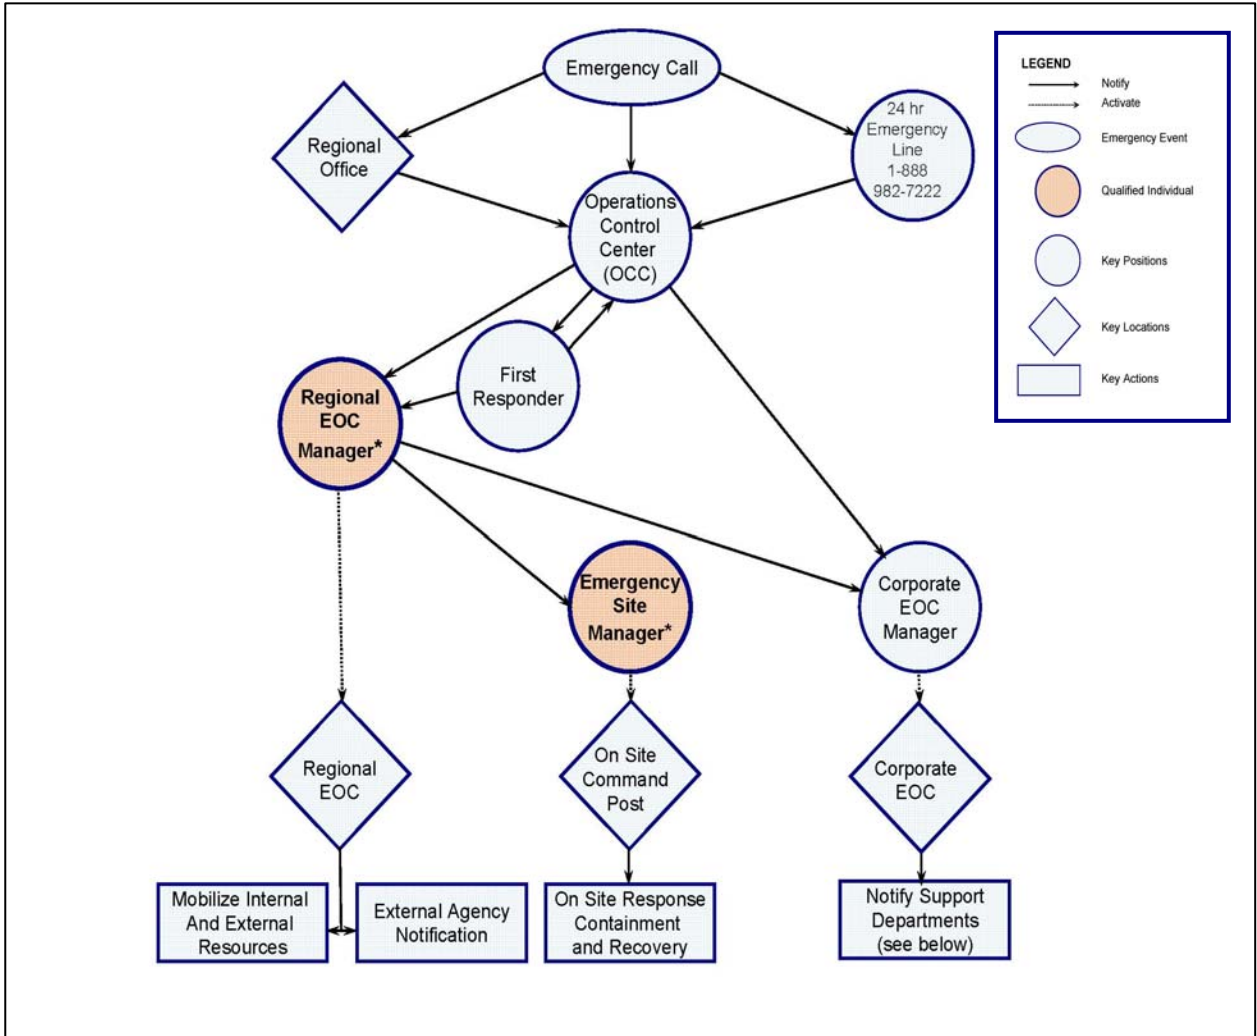 Emergency Call
LEGEND
Notify
Activate
Emergency Event
Qualified Individual
Key Positions
Key Locations
Key Actions
Regional
Office
24 hr
Emergency
Line
1-888
982-7222
Operations
Control
Center
(OCC)
First
Responder
Regional
EOC
Manager*
Emergency
Site
Manager*
Corporate
EOC
Manager
Regional
EOC
On Site
Command
Post
Corporate
EOC
Mobilize Internal
And External
Resources
External Agency
Notification
On Site Response
Containment
and Recovery
Notify Support
Departments
(see below)